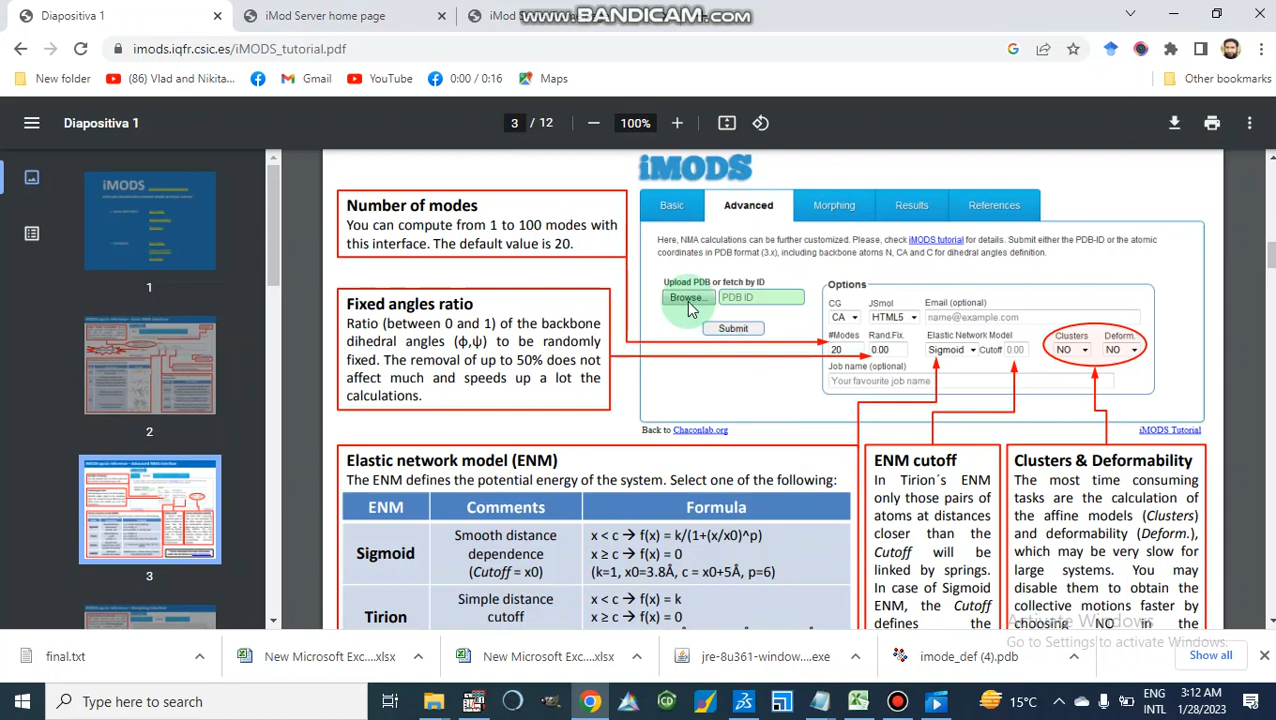 www.BANDICAM.com
Diapositiva 1
iMod Server home page
iMod S
imods.iqfr.csic.es/iMODS_tutorial.pdf
New folder
(86) Vlad and Nikita...
Gmail
YouTube
0:00 / 0:16
Maps
Other bookmarks
Diapositiva 1
3 / 12
100%
iMODS
1
2
3
iMODS
Number of modes
You can compute from 1 to 100 modes with
this interface. The default value is 20.
Fixed angles ratio
Ratio (between 0 and 1) of the backbone
dihedral angles (ϕ,ψ) to be randomly
fixed. The removal of up to 50% does not
affect much and speeds up a lot the
calculations.
Basic
Advanced
Morphing
Results
References
Here, NMA calculations can be further customized. Please, check iMODS tutorial for details. Submit either the PDB-ID or the atomic
coordinates in PDB format (3.x), including backbone atoms N, CA and C for dihedral angles definition.
Upload PDB or fetch by ID
Browse...
PDB ID
Submit
Options
CG
JSmol
Email (optional)
CA
HTML5
name@example.com
#Modes
Rand.Fix.
Elastic Network Model
Clusters
Deform.
20
0.00
Sigmoid
Cutoff
0.00
NO
NO
Job name (optional)
Your favourite job name
Back to Chaconlab.org
iMODS Tutorial
Elastic network model (ENM)
The ENM defines the potential energy of the system. Select one of the following:
ENM
Comments
Formula
Sigmoid
Smooth distance
dependence
(Cutoff = x0)
x < c → f(x) = k/(1+(x/x0)^p)
x ≥ c → f(x) = 0
(k=1, x0=3.8Å, c = x0+5Å, p=6)
Tirion
Simple distance
cutoff
x < c → f(x) = k
x ≥ c → f(x) = 0
ENM cutoff
In Tirion´s ENM
only those pairs of
atoms at distances
closer than the
Cutoff will be
linked by springs.
In case of Sigmoid
ENM, the Cutoff
defines the
Clusters & Deformability
The most time consuming
tasks are the calculation of
the affine models (Clusters)
and deformability (Deform.),
which may be very slow for
large systems. You may
disable them to obtain the
collective motions faster by
choosing NO in the
Activate Windows
Go to Settings to activate Windows.
final.txt
New Microsoft Exc....xlsx
New Microsoft Exc....xlsx
jre-8u361-window....exe
imode_def (4).pdb
Show all
Type here to search
15°C
ENG
INTL
3:12 AM
1/28/2023